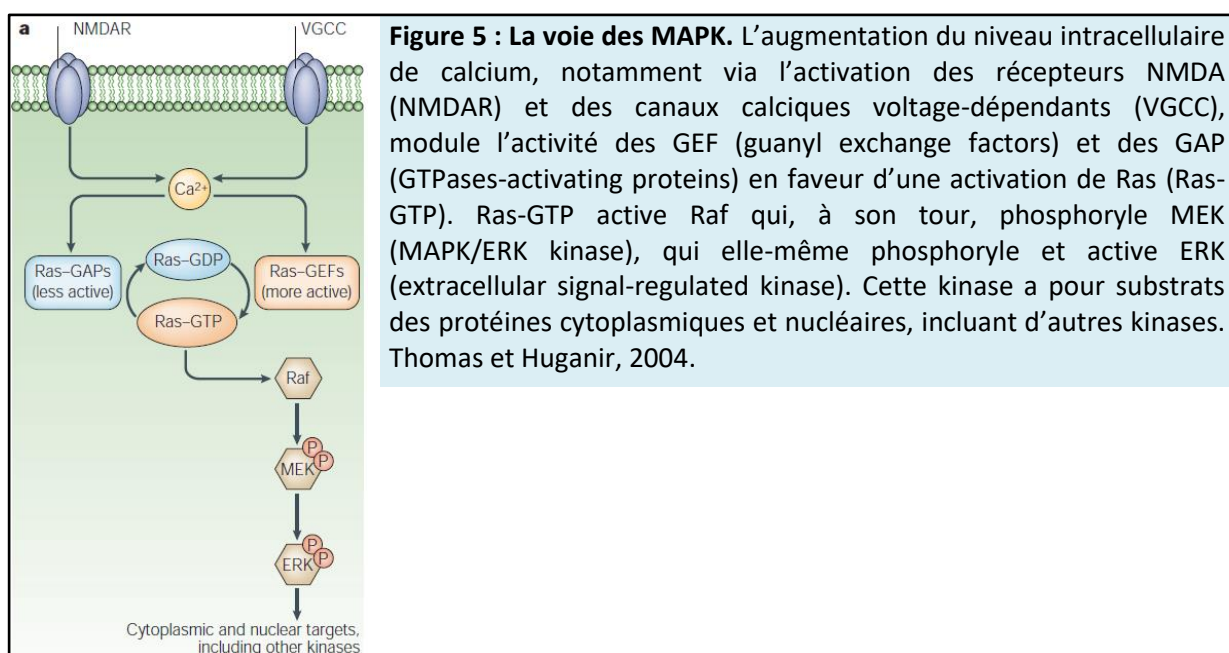 a
NMDAR
VGCC
Ca2+
Ras–GAPs
(less active)
Ras–GDP
Ras–GEFs
(more active)
Ras–GTP
Raf
P
P
MEK
P
P
ERK
Cytoplasmic and nuclear targets,
including other kinases
Figure 5 : La voie des MAPK. L’augmentation du niveau intracellulaire
de calcium, notamment via l’activation des récepteurs NMDA
(NMDAR) et des canaux calciques voltage-dépendants (VGCC),
module l’activité des GEF (guanyl exchange factors) et des GAP
(GTPases-activating proteins) en faveur d’une activation de Ras (Ras-
GTP). Ras-GTP active Raf qui, à son tour, phosphoryle MEK
(MAPK/ERK kinase), qui elle-même phosphoryle et active ERK
(extracellular signal-regulated kinase). Cette kinase a pour substrats
des protéines cytoplasmiques et nucléaires, incluant d’autres kinases.
Thomas et Huganir, 2004.